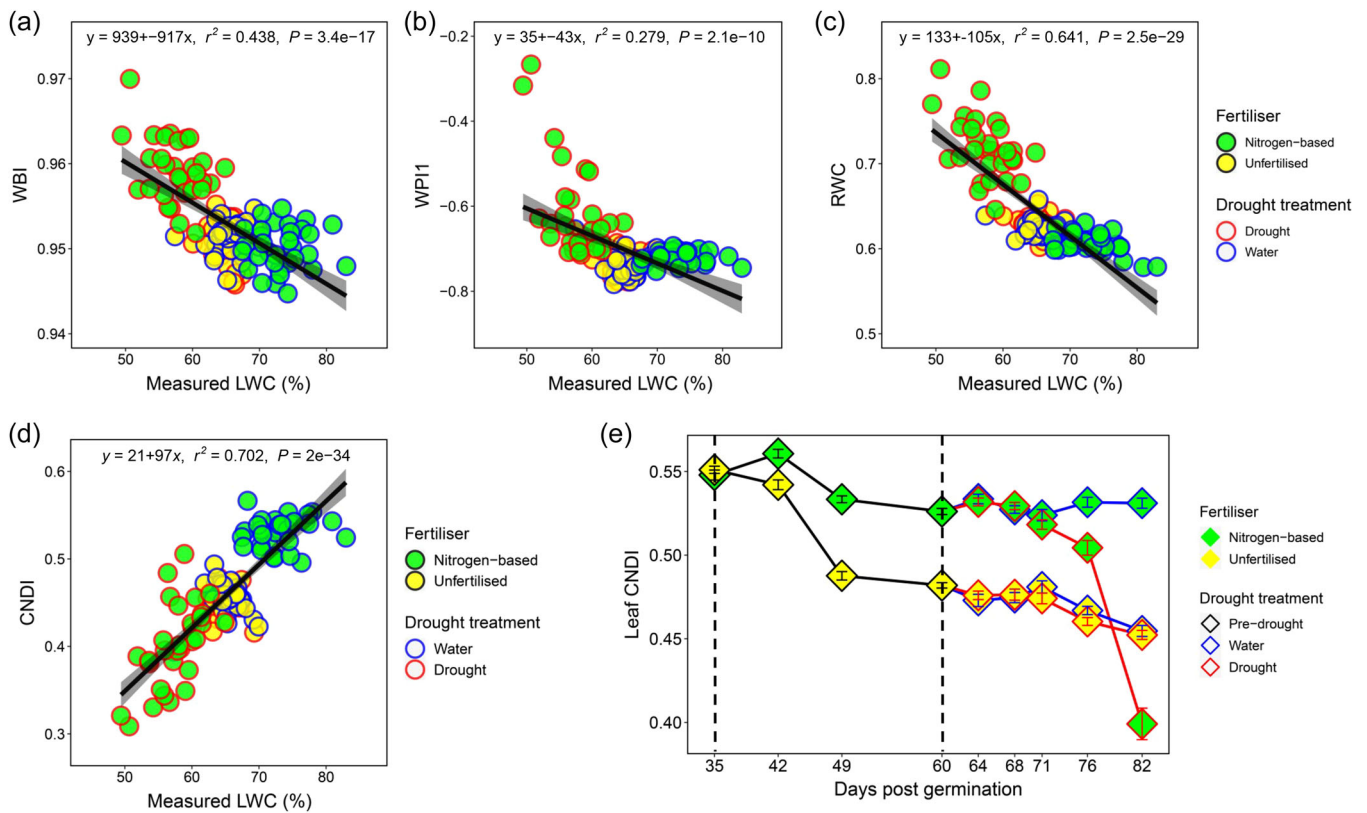 (a)
y = 939+−917x, r² = 0.438, P = 3.4e−17
WBI
0.97
0.96
0.95
0.94
50 60 70 80
Measured LWC (%)
(b)
y = 35+−43x, r² = 0.279, P = 2.1e−10
WPI1
−0.2
−0.4
−0.6
−0.8
50 60 70 80
Measured LWC (%)
(c)
y = 133+-105x, r² = 0.641, P = 2.5e−29
RWC
0.8
0.7
0.6
0.5
50 60 70 80
Measured LWC (%)
Fertiliser
Nitrogen-based
Unfertilised
Drought treatment
Drought
Water
(d)
y = 21+97x, r² = 0.702, P = 2e−34
CNDI
0.6
0.5
0.4
0.3
50 60 70 80
Measured LWC (%)
Fertiliser
Nitrogen-based
Unfertilised
Drought treatment
Water
Drought
(e)
Leaf CNDI
0.55
0.50
0.45
0.40
35 42 49 60 64 68 71 76 82
Days post germination
Fertiliser
Nitrogen-based
Unfertilised
Drought treatment
Pre-drought
Water
Drought